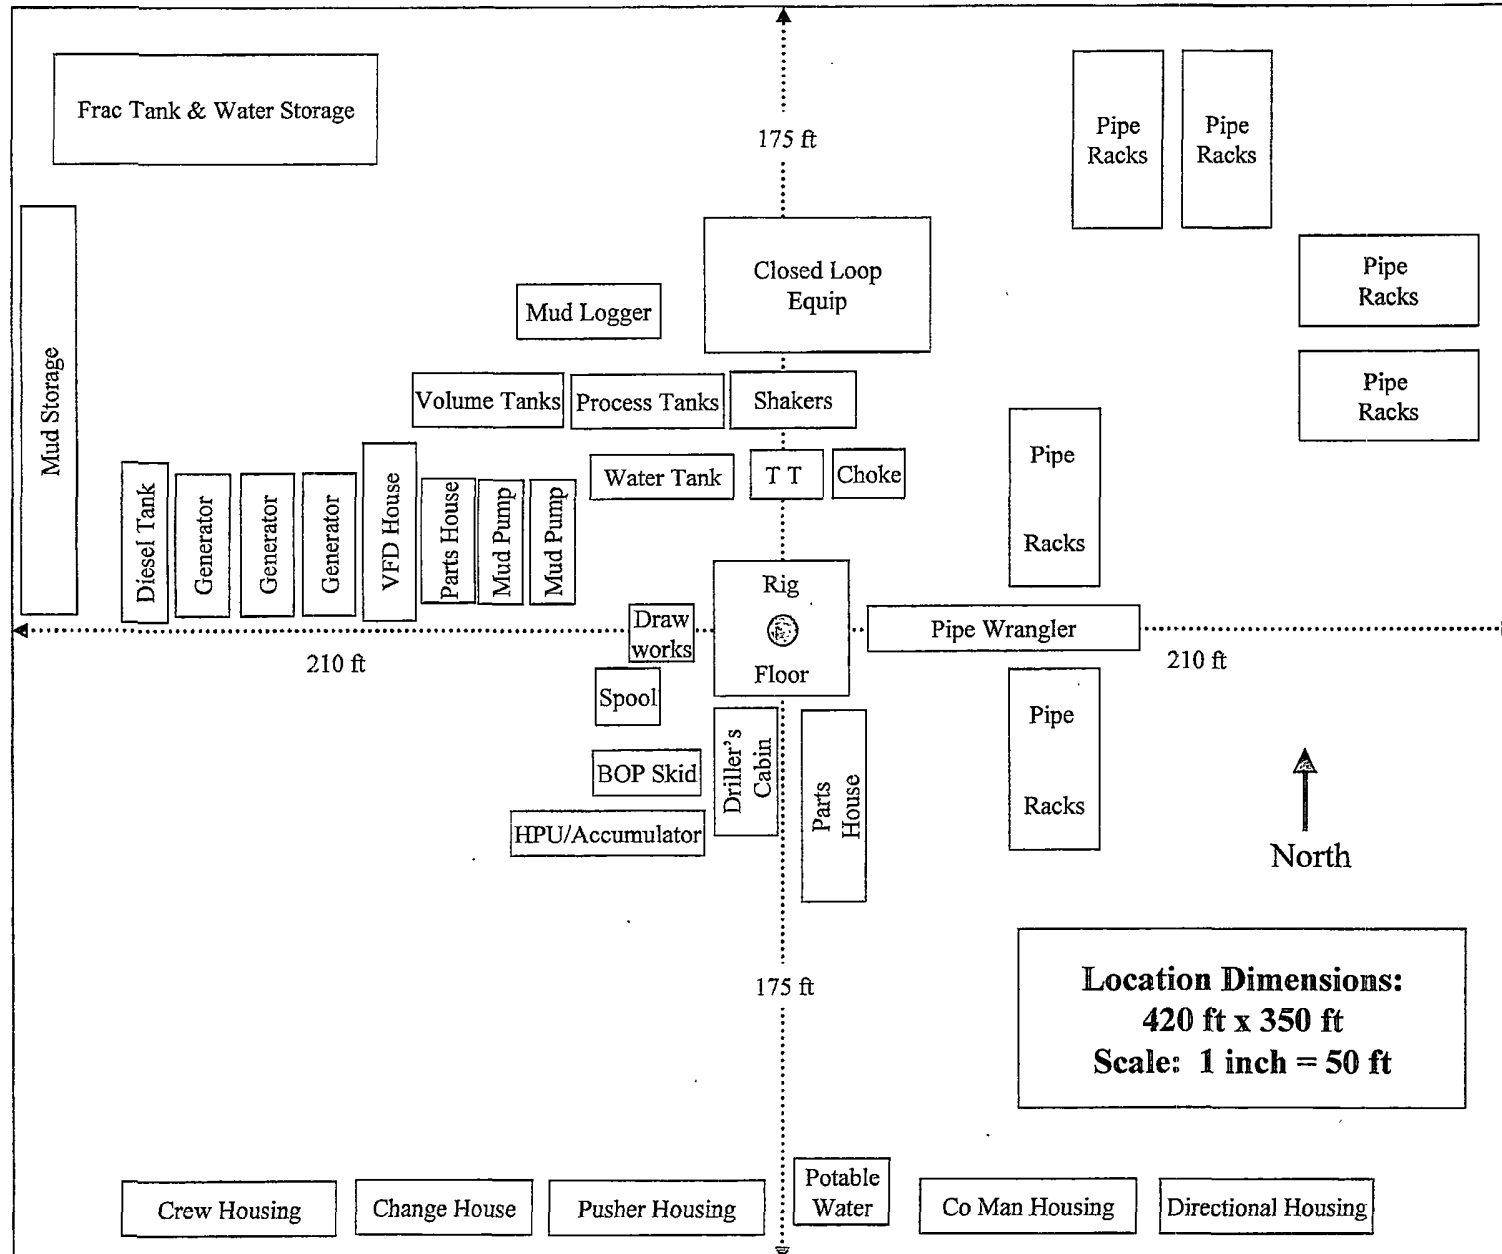 Frac Tank & Water Storage
175 ft
Pipe
Racks
Pipe
Racks
Closed Loop
Equip
Pipe
Racks
Mud Logger
Mud Storage
Volume Tanks
Process Tanks
Shakers
Pipe
Racks
Pipe
Racks
Water Tank
T T
Choke
Diesel Tank
Generator
Generator
Generator
VFD House
Parts House
Mud Pump
Mud Pump
Rig
Floor
Draw
works
Pipe Wrangler
210 ft
210 ft
Spool
Driller's
Cabin
Parts
House
Pipe
Racks
BOP Skid
HPU/Accumulator
North
Location Dimensions:
420 ft x 350 ft
Scale: 1 inch = 50 ft
175 ft
Crew Housing
Change House
Pusher Housing
Potable
Water
Co Man Housing
Directional Housing